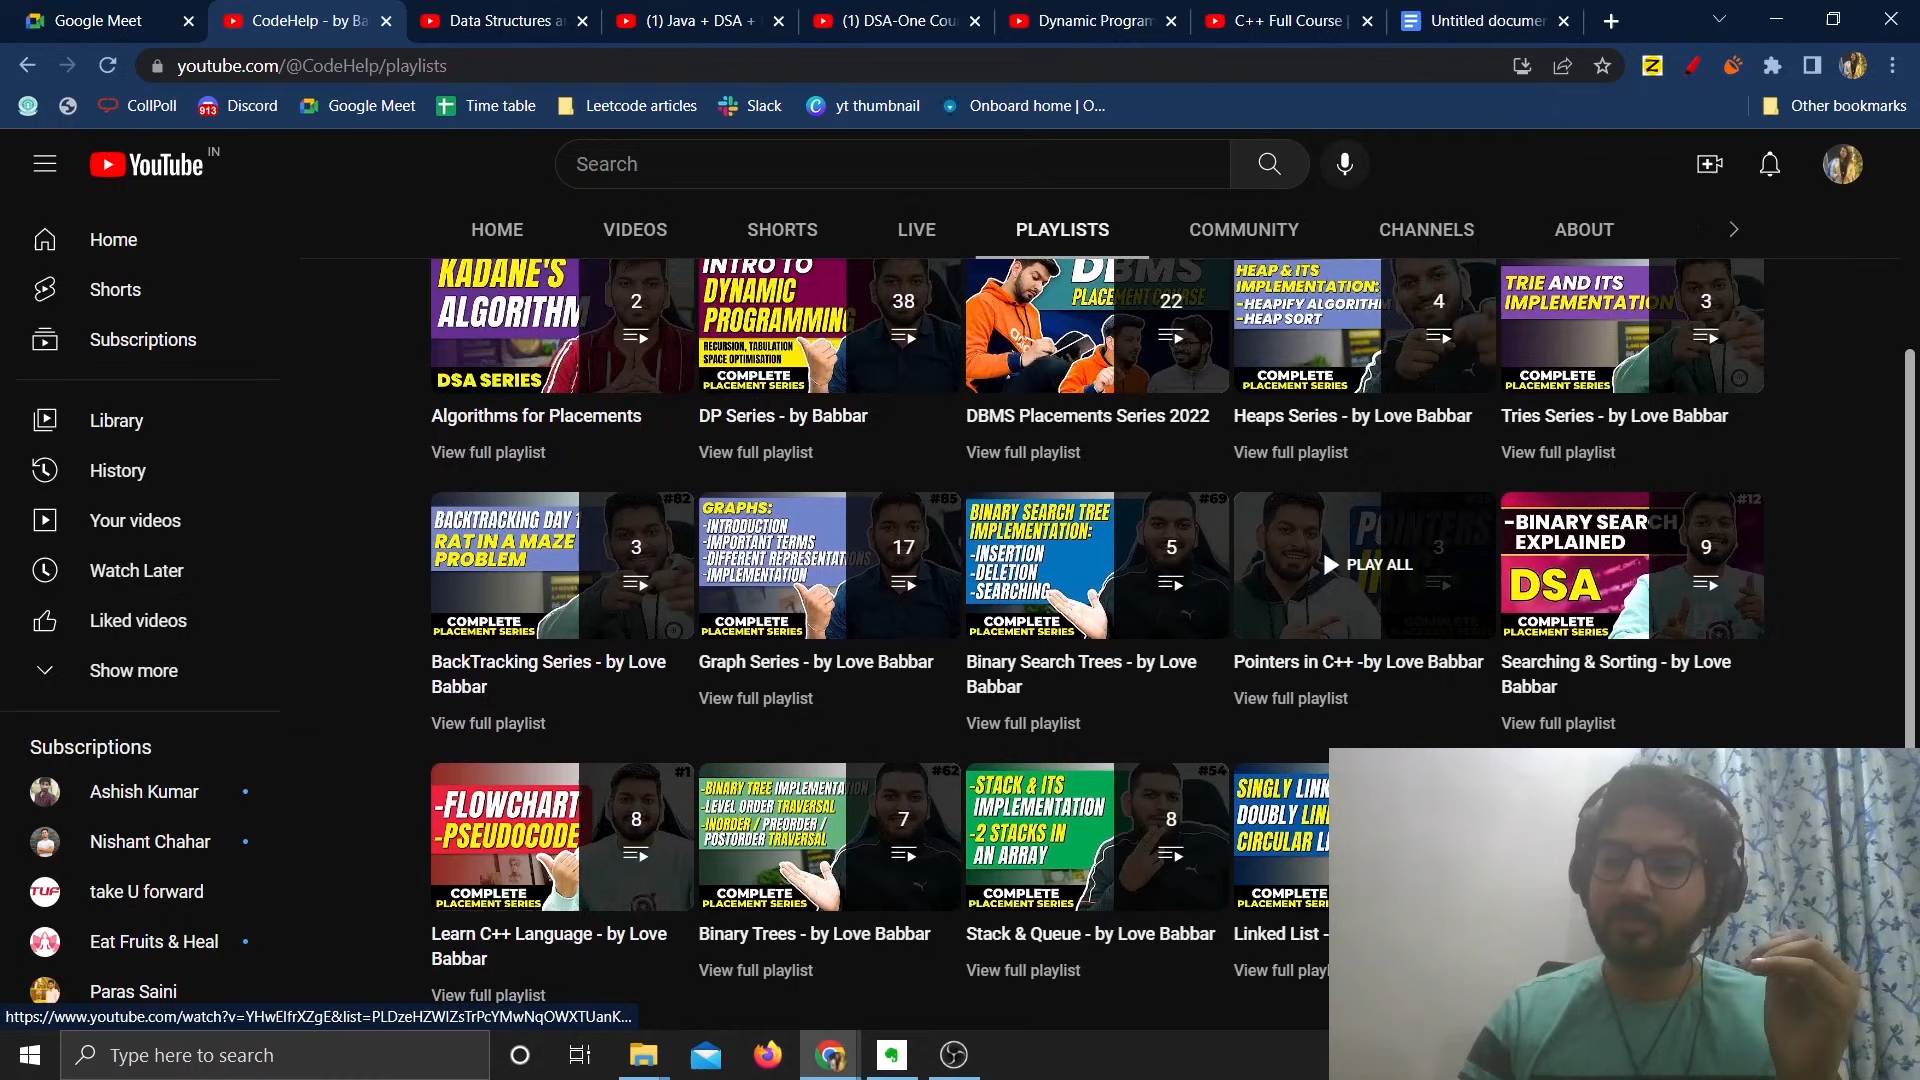 Google Meet
CodeHelp - by Ba
Data Structures a
(1) Java + DSA +
(1) DSA-One Cou
Dynamic Program
C++ Full Course |
Untitled documen
youtube.com/@CodeHelp/playlists
CollPoll
913
Discord
Google Meet
Time table
Leetcode articles
Slack
yt thumbnail
Onboard home | O...
Other bookmarks
YouTube IN
Search
HOME
VIDEOS
SHORTS
LIVE
PLAYLISTS
COMMUNITY
CHANNELS
ABOUT
Home
Shorts
Subscriptions
Library
History
Your videos
Watch Later
Liked videos
Show more
Subscriptions
Ashish Kumar
Nishant Chahar
TUF
take U forward
Eat Fruits & Heal
Paras Saini
KADANE'S
ALGORITHM
DSA SERIES
2
Algorithms for Placements
View full playlist
INTRO TO
DYNAMIC
PROGRAMMING
RECURSION, TABULATION
SPACE OPTIMISATION
COMPLETE
PLACEMENT SERIES
38
DP Series - by Babbar
View full playlist
DBMS
PLACEMENT COURSE
22
DBMS Placements Series 2022
View full playlist
HEAP & ITS
IMPLEMENTATION:
-HEAPIFY ALGORITHM
-HEAP SORT
COMPLETE
PLACEMENT SERIES
4
Heaps Series - by Love Babbar
View full playlist
TRIE AND ITS
IMPLEMENTATION
COMPLETE
PLACEMENT SERIES
3
Tries Series - by Love Babbar
View full playlist
#82
BACKTRACKING DAY 1
RAT IN A MAZE
PROBLEM
COMPLETE
PLACEMENT SERIES
3
BackTracking Series - by Love
Babbar
View full playlist
#85
GRAPHS:
-INTRODUCTION
-IMPORTANT TERMS
-DIFFERENT REPRESENTATIONS
-IMPLEMENTATION
COMPLETE
PLACEMENT SERIES
17
Graph Series - by Love Babbar
View full playlist
#69
BINARY SEARCH TREE
IMPLEMENTATION:
-INSERTION
-DELETION
-SEARCHING
COMPLETE
PLACEMENT SERIES
5
Binary Search Trees - by Love
Babbar
View full playlist
POINTERS
3
PLAY ALL
Pointers in C++ -by Love Babbar
View full playlist
#12
-BINARY SEARCH
EXPLAINED
DSA
COMPLETE
PLACEMENT SERIES
9
Searching & Sorting - by Love
Babbar
View full playlist
#1
-FLOWCHART
-PSEUDOCODE
COMPLETE
PLACEMENT SERIES
8
Learn C++ Language - by Love
Babbar
View full playlist
#62
-BINARY TREE IMPLEMENTATION
-LEVEL ORDER TRAVERSAL
-INORDER / PREORDER /
POSTORDER TRAVERSAL
COMPLETE
PLACEMENT SERIES
7
Binary Trees - by Love Babbar
View full playlist
#54
-STACK & ITS
IMPLEMENTATION
-2 STACKS IN
AN ARRAY
COMPLETE
PLACEMENT SERIES
8
Stack & Queue - by Love Babbar
View full playlist
SINGLY LINK
DOUBLY LIN
CIRCULAR LI
COMPLETE
PLACEMENT SERI
Linked List -
View full playl
https://www.youtube.com/watch?v=YHwEIfrXZgE&list=PLDzeHZWIZsTrPcYMwNqOWXTUanK...
Type here to search